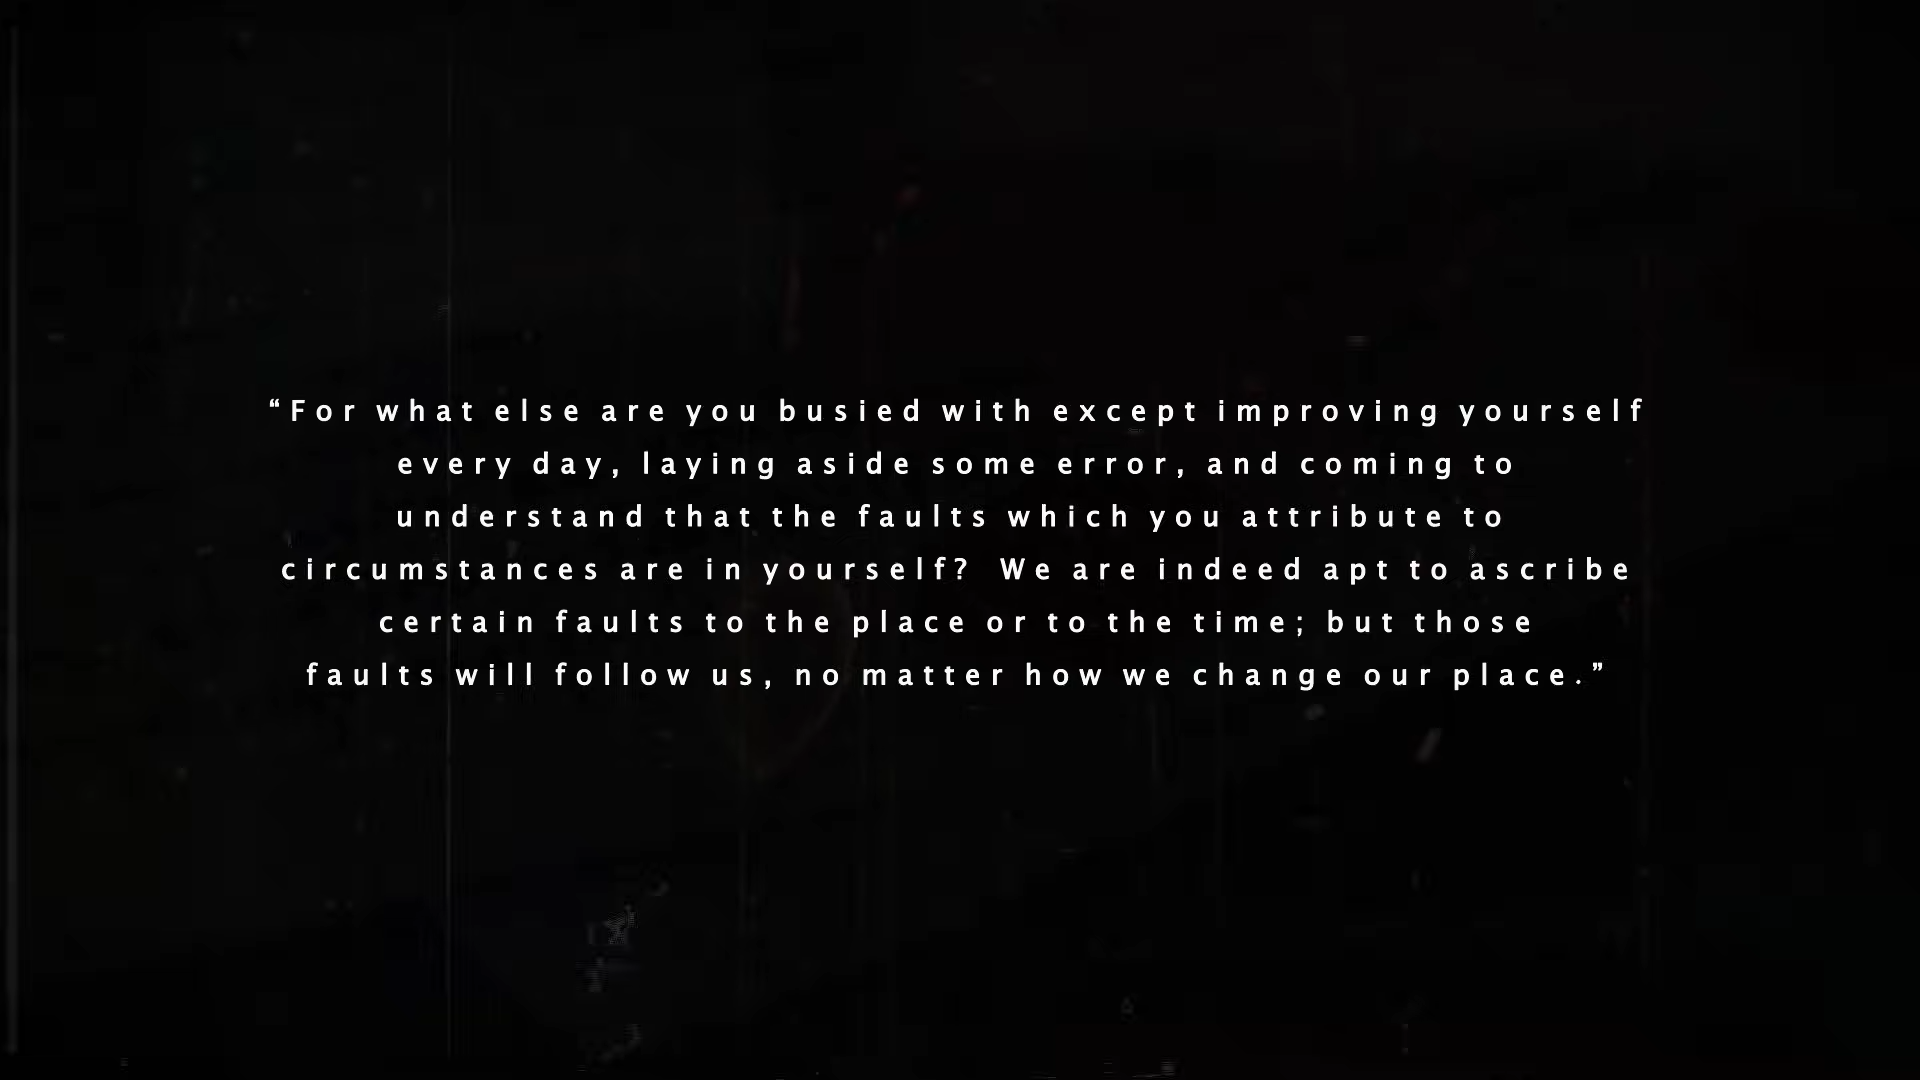 “For what else are you busied with except improving yourself
every day, laying aside some error, and coming to
understand that the faults which you attribute to
circumstances are in yourself?  We are indeed apt to ascribe
certain faults to the place or to the time; but those
faults will follow us, no matter how we change our place.”